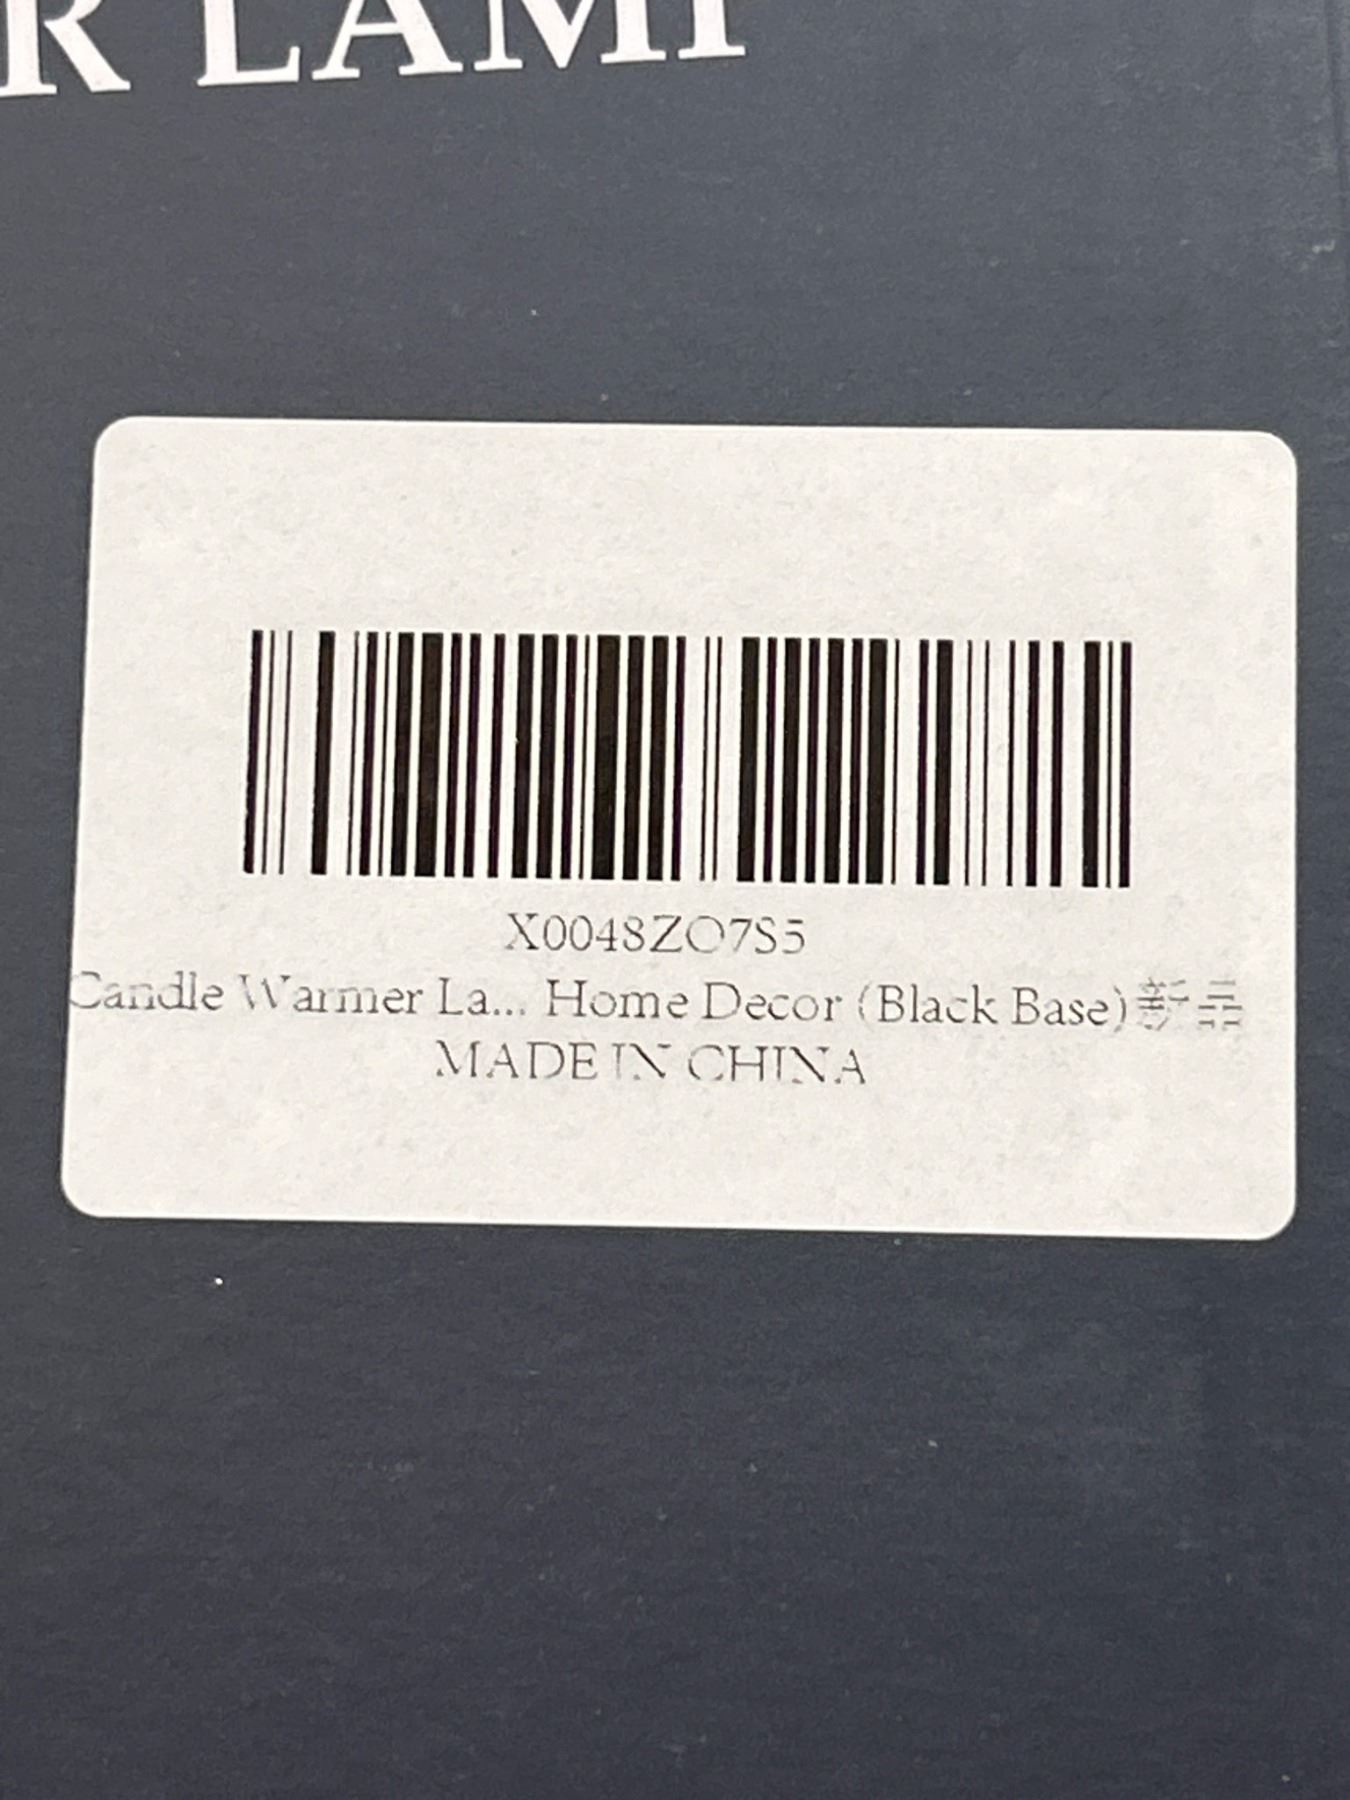 R LAMP
X0048ZO7S5
Candle Warmer La... Home Decor (Black Base)新品
MADE IN CHINA